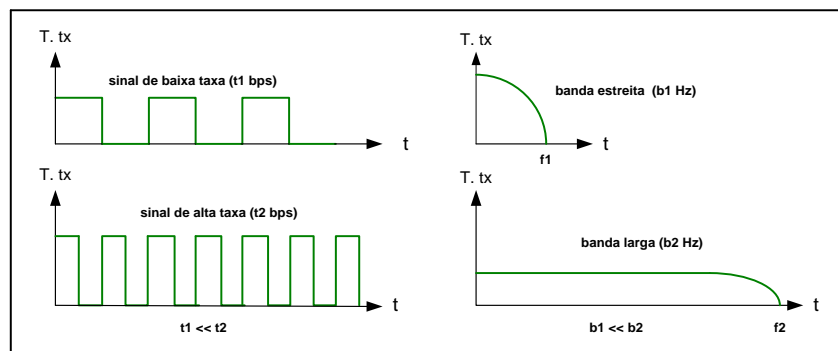 T. tx
sinal de baixa taxa (t1 bps)
t
T. tx
banda estreita (b1 Hz)
t
f1
T. tx
sinal de alta taxa (t2 bps)
t
t1 << t2
T. tx
banda larga (b2 Hz)
t
b1 << b2
f2